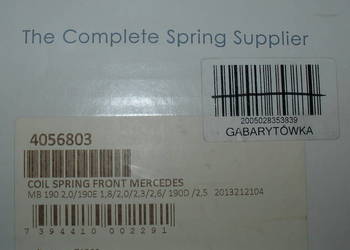 The Complete Spring Supplier
2005028353839
GABARYTÓWKA
4056803
COIL SPRING FRONT MERCEDES
MB 190 2,0/190E 1,8/2,0/2,3/2,6/ 190D /2,5 2013212104
7 394410 002291